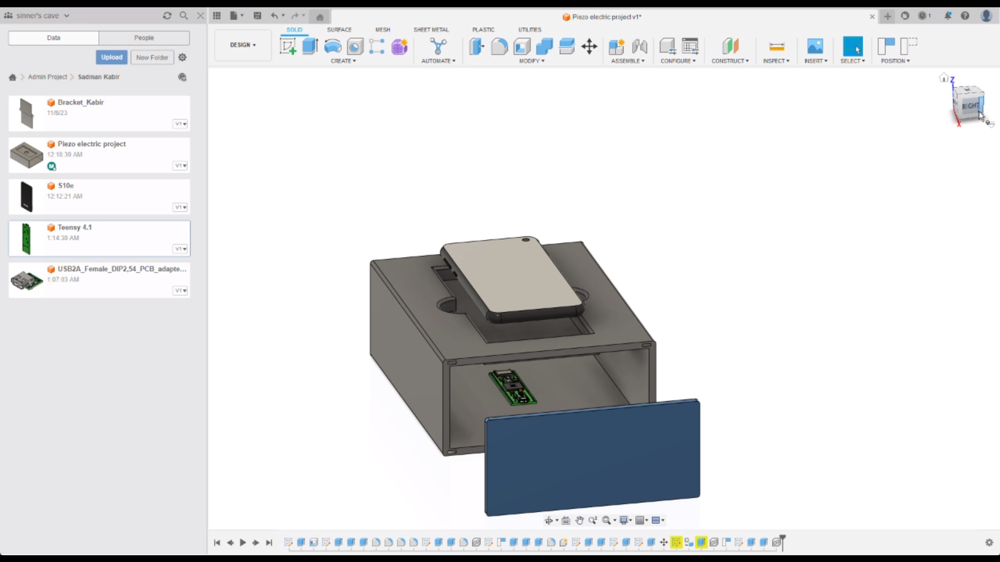 sinner's cave
Piezo electric project v1*
1
Data
People
SOLID
SURFACE
MESH
SHEET METAL
PLASTIC
UTILITIES
DESIGN
Upload
New Folder
CREATE
AUTOMATE
MODIFY
ASSEMBLE
CONFIGURE
CONSTRUCT
INSPECT
INSERT
SELECT
POSITION
Admin Project
Sadman Kabir
Z
RIGHT
X
Bracket_Kabir
11/8/23
V1
Piezo electric project
12:18:39 AM
M
V1
S10e
12:12:21 AM
V1
Teensy 4.1
1:14:30 AM
V1
USB2A_Female_DIP2,54_PCB_adapte...
1:07:03 AM
V1